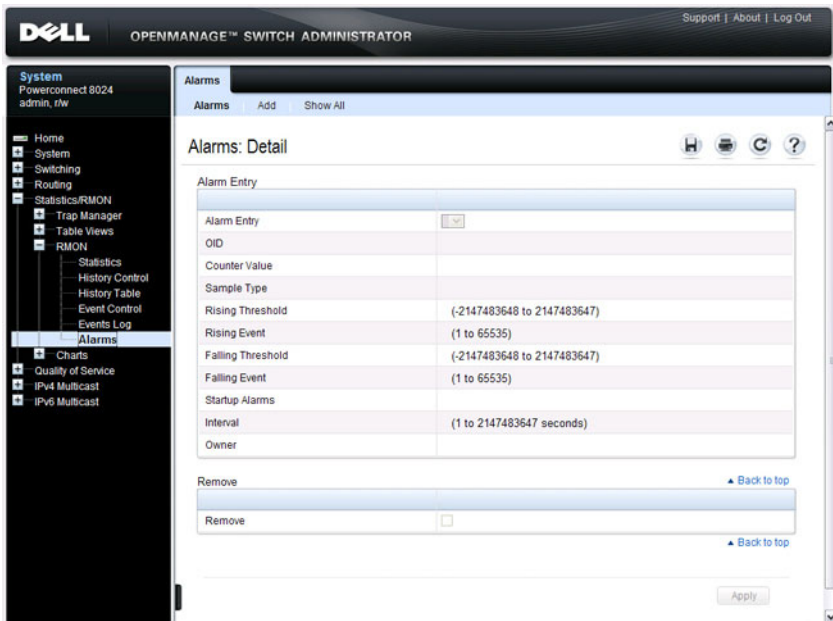 Support | About | Log Out
DELL
OPENMANAGE™ SWITCH ADMINISTRATOR
System
Powerconnect 8024
admin, r/w
Home
System
Switching
Routing
Statistics/RMON
Trap Manager
Table Views
RMON
Statistics
History Control
History Table
Event Control
Events Log
Alarms
Charts
Quality of Service
IPv4 Multicast
IPv6 Multicast
Alarms
Alarms Add Show All
Alarms: Detail
H C ?
Alarm Entry
Alarm Entry
OID
Counter Value
Sample Type
Rising Threshold (-2147483648 to 2147483647)
Rising Event (1 to 65535)
Falling Threshold (-2147483648 to 2147483647)
Falling Event (1 to 65535)
Startup Alarms
Interval (1 to 2147483647 seconds)
Owner
Remove ▲ Back to top
Remove
▲ Back to top
Apply